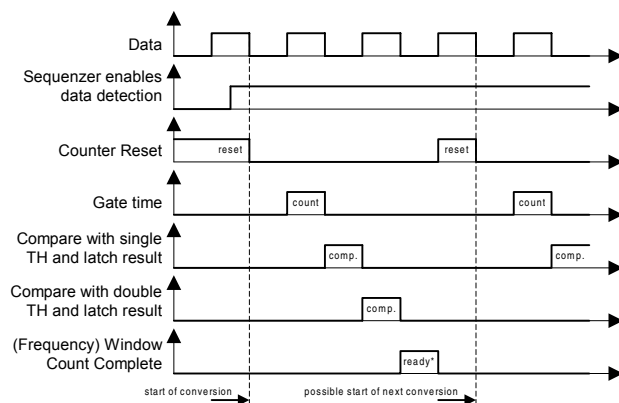 Data
Sequenzer enables
data detection
Counter Reset
reset
reset
Gate time
count
count
Compare with single
TH and latch result
comp.
comp.
Compare with double
TH and latch result
comp.
(Frequency) Window
Count Complete
ready*
start of conversion
possible start of next conversion